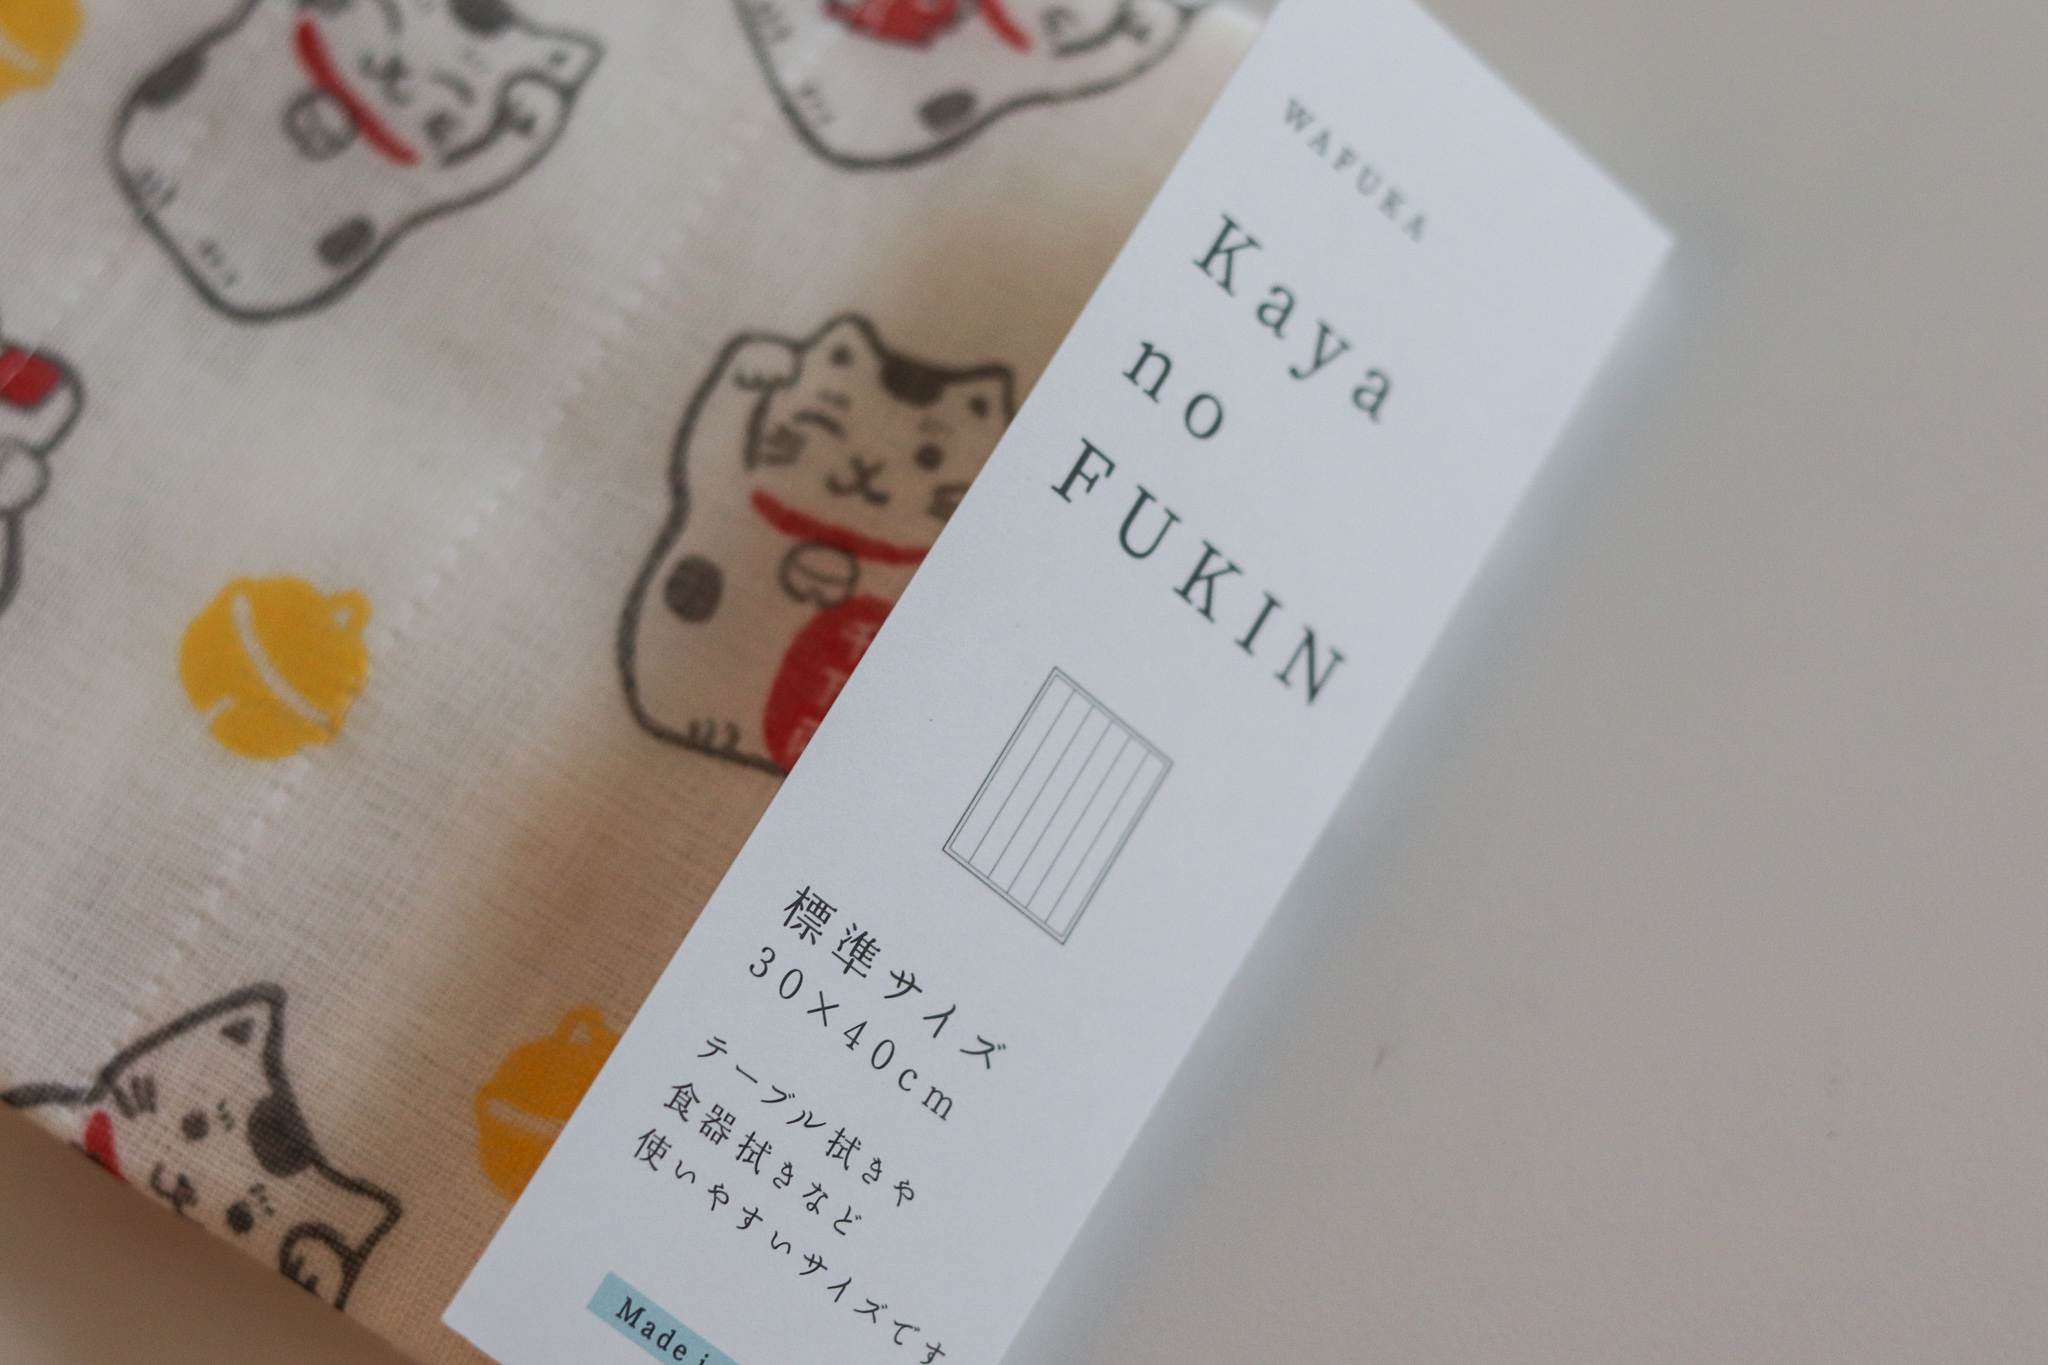 WAFUKA
Kaya
no
FUKIN
標準サイズ
30×40cm
テーブル拭きや
食器拭きなど
使いやすいサイズです
Made